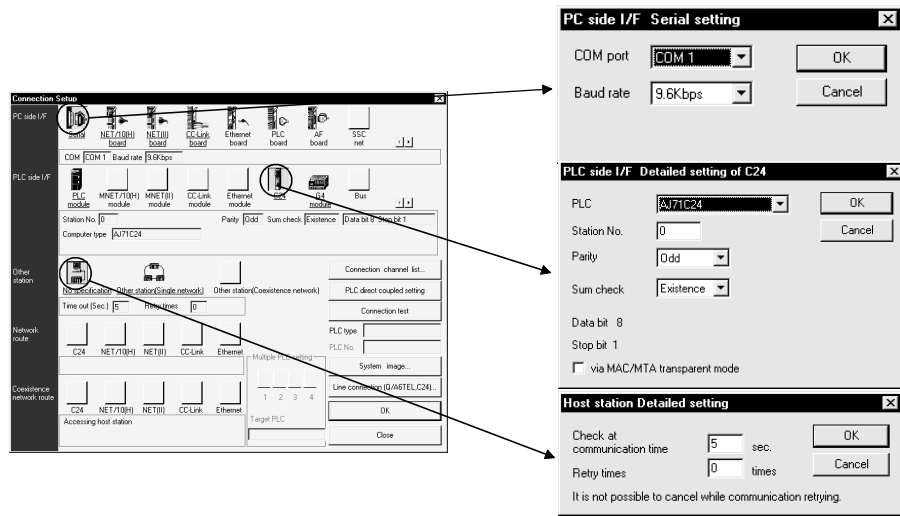 Connection Setup
PC side I/F
Serial
NET/10(H) board
NET(II) board
CC-Link board
Ethernet board
PLC board
AF board
SSC net
COM COM 1 Baud rate 9.6Kbps
PLC side I/F
PLC module
MNET/10(H) module
MNET(II) module
CC-Link module
Ethernet module
C24
G4 module
Bus
Station No. 0 Parity Odd Sum check Existence Data bit 8 Stop bit 1
Computer type AJ71C24
Other station
No specification
Other station(Single network)
Other station(Coexistence network)
Time out (Sec.) 5 Retry times 0
Connection channel list...
PLC direct coupled setting
Connection test
PLC type
PLC No.
System image...
Line connection (Q/A6TEL,C24)...
OK
Close
Network route
C24 NET/10(H) NET(II) CC-Link Ethernet
Multiple PLC setting
1 2 3 4
Target PLC
Coexistence network route
C24 NET/10(H) NET(II) CC-Link Ethernet
Accessing host station
PC side I/F Serial setting
COM port COM 1 OK
Baud rate 9.6Kbps Cancel
PLC side I/F Detailed setting of C24
PLC AJ71C24 OK
Station No. 0 Cancel
Parity Odd
Sum check Existence
Data bit 8
Stop bit 1
via MAC/MTA transparent mode
Host station Detailed setting
Check at
communication time 5 sec. OK
Retry times 0 times Cancel
It is not possible to cancel while communication retrying.